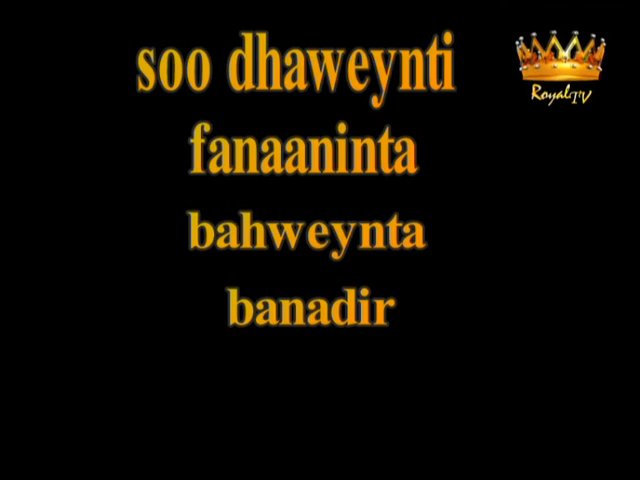 soo dhaweynti
RoyalTV
fanaaninta
bahweynta
banadir